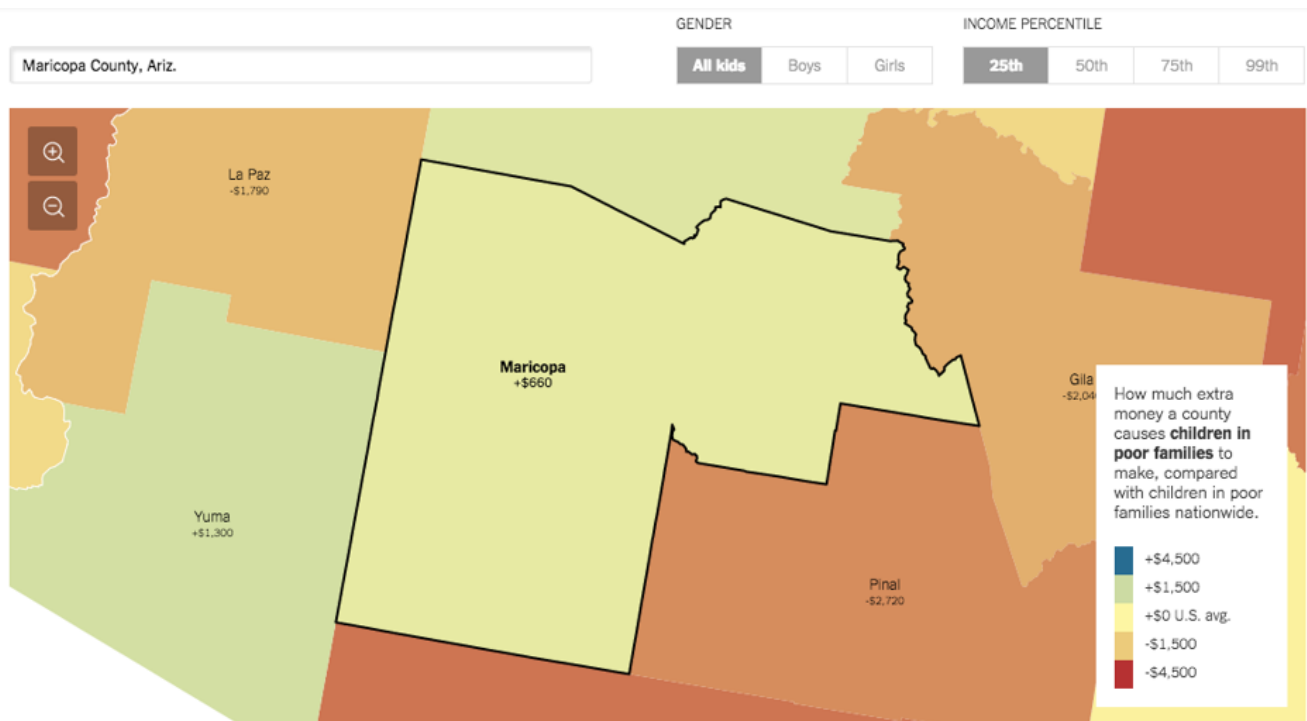 GENDER
INCOME PERCENTILE
Maricopa County, Ariz.
All kids
Boys
Girls
25th
50th
75th
99th
La Paz
-$1,790
Maricopa
+$660
Gila
-$2,04
Yuma
+$1,300
Pinal
-$2,720
How much extra
money a county
causes children in
poor families to
make, compared
with children in poor
families nationwide.
+$4,500
+$1,500
+$0 U.S. avg.
-$1,500
-$4,500